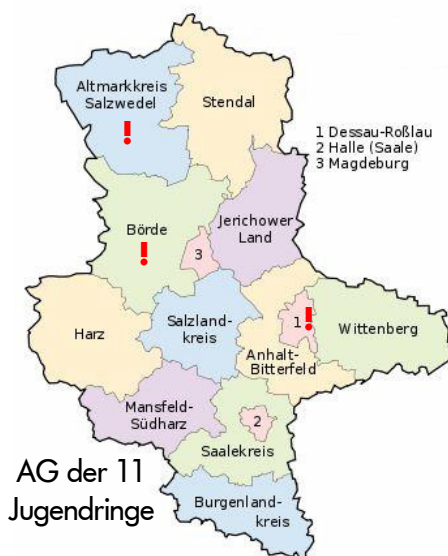 Altmarkkreis
Salzwedel
!
Stendal
1 Dessau-Roßlau
2 Halle (Saale)
3 Magdeburg
Börde
!
3
Jerichower
Land
Harz
Salzland-
kreis
1
!
Wittenberg
Anhalt-
Bitterfeld
Mansfeld-
Südharz
2
Saalekreis
AG der 11
Jugendringe
Burgenland-
kreis